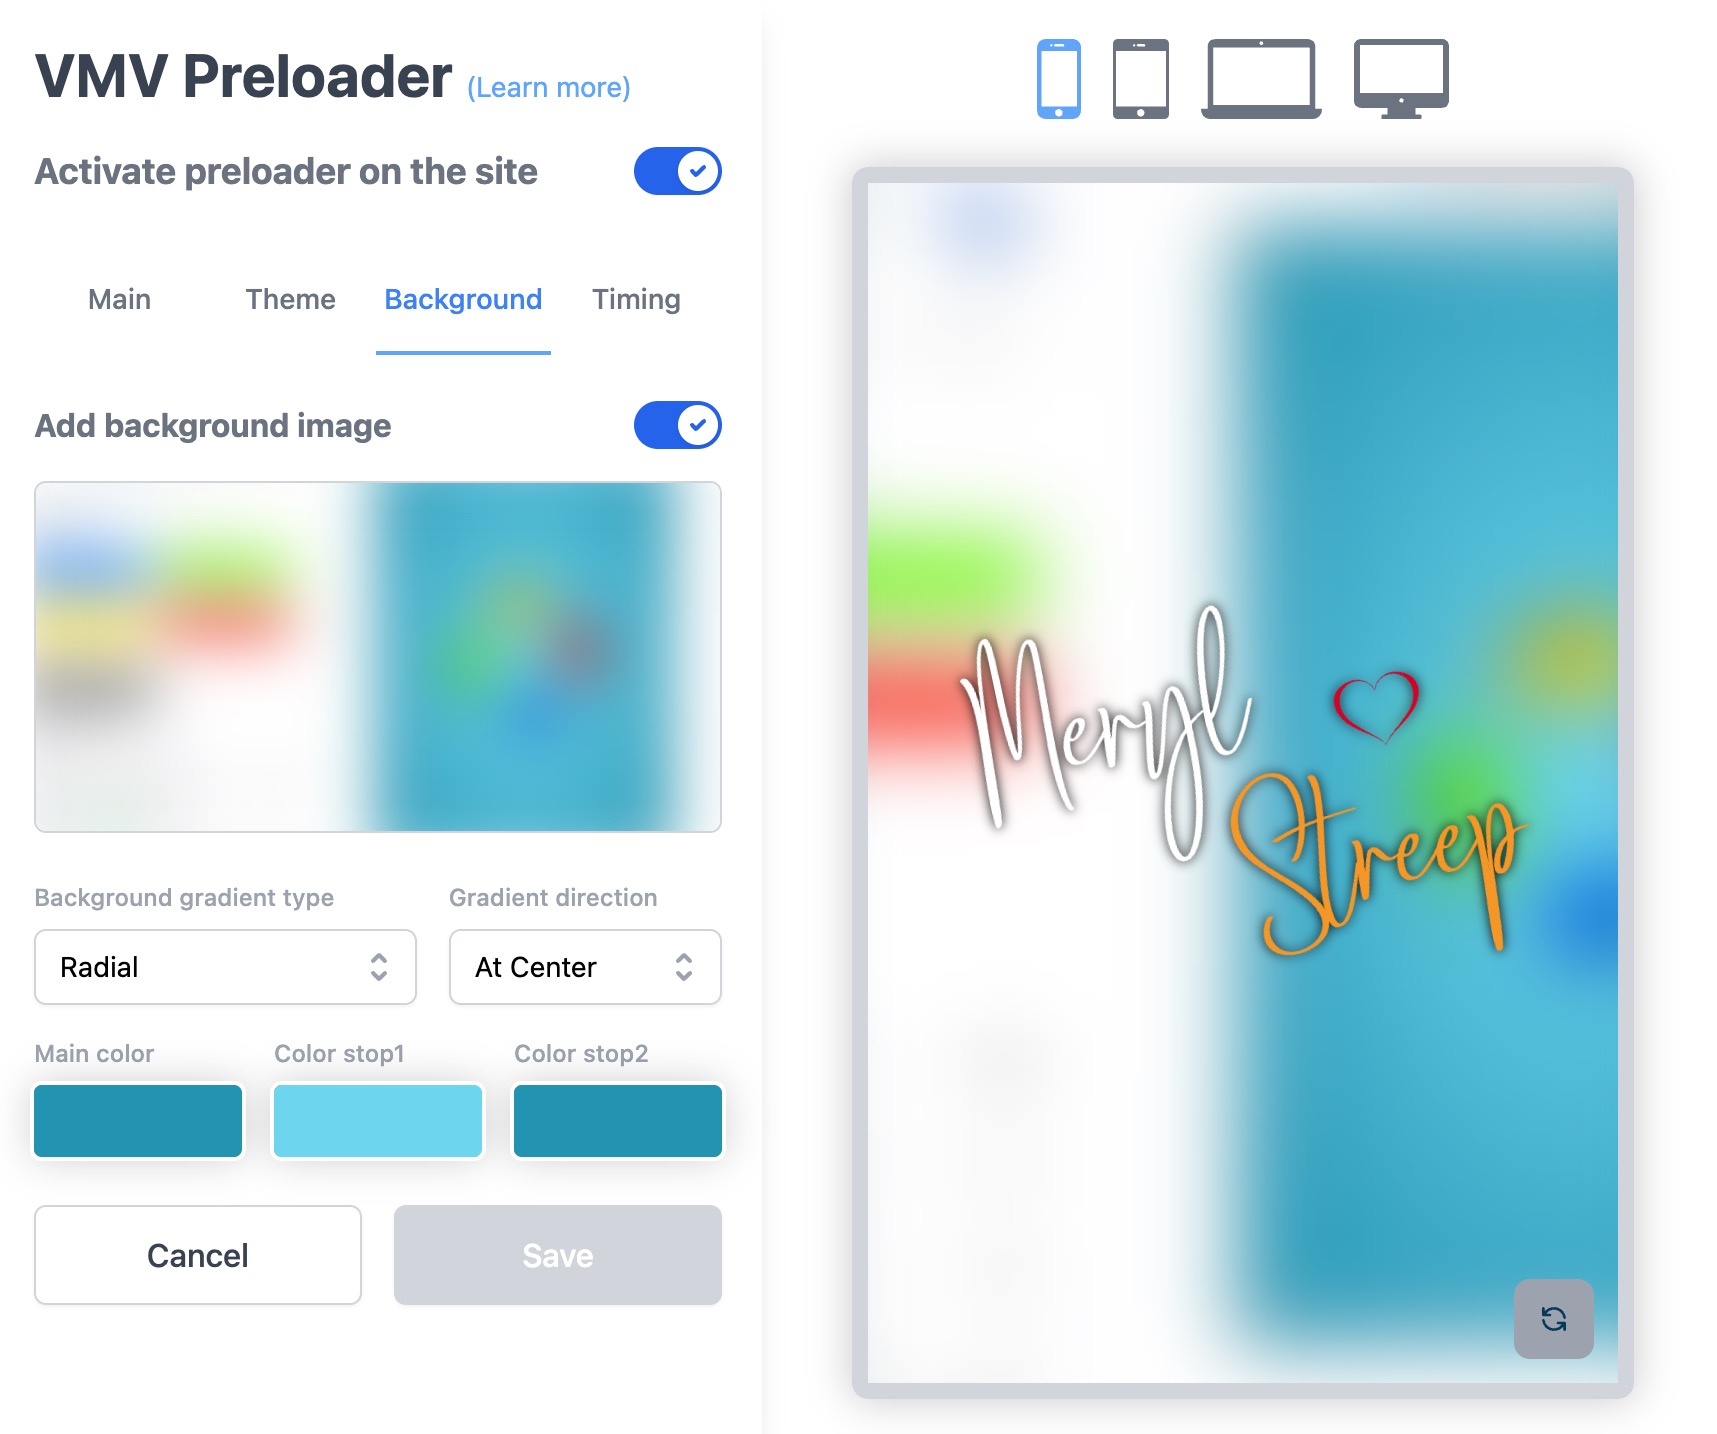 VMV Preloader (Learn more)
Activate preloader on the site
Main Theme Background Timing
Add background image
Background gradient type Gradient direction
Radial At Center
Main color Color stop1 Color stop2
Cancel Save
Meryl
Streep